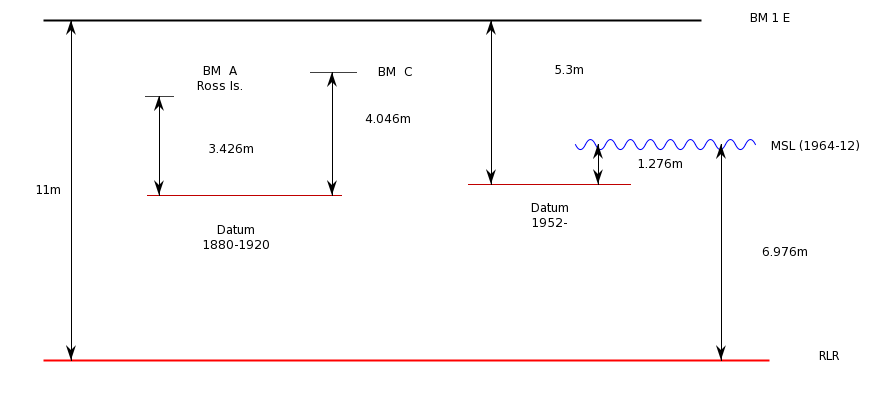 BM 1 E
BM A
Ross Is.
BM C
5.3m
4.046m
3.426m
MSL (1964-12)
1.276m
11m
Datum
1952-
Datum
1880-1920
6.976m
RLR